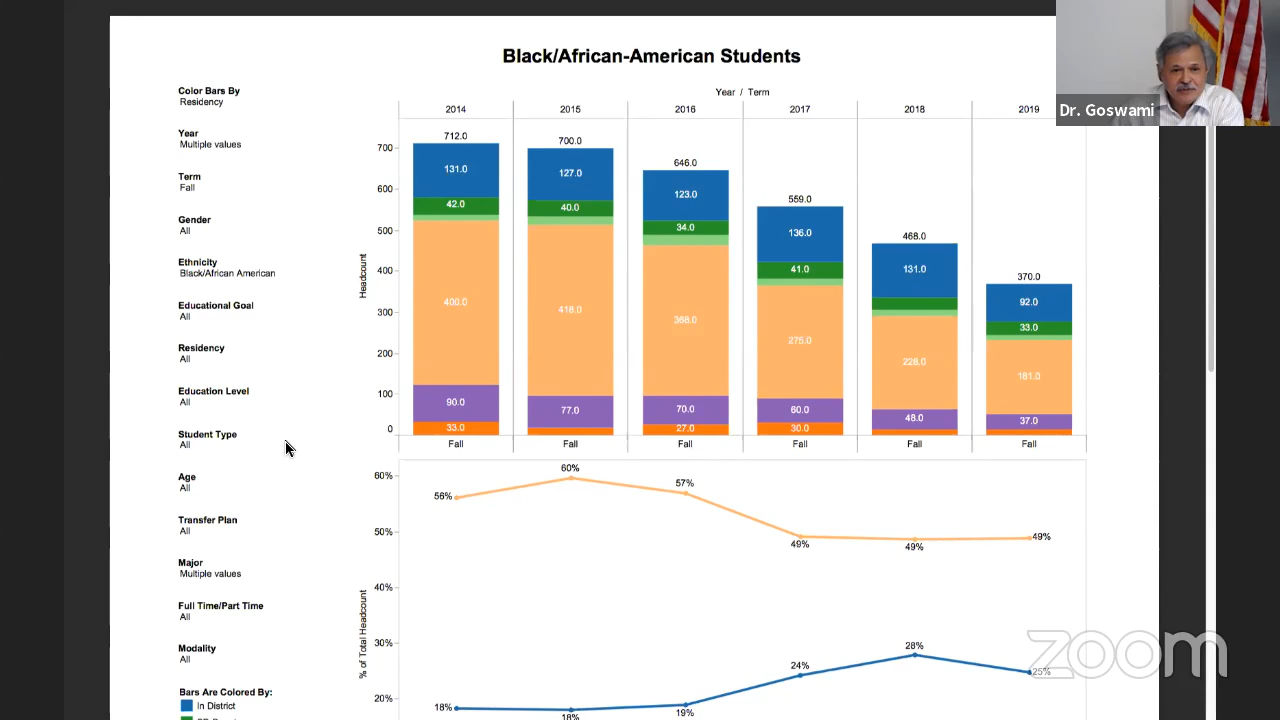 Black/African-American Students
Dr. Goswami
Color Bars By
Residency
Year
Multiple values
Term
Fall
Gender
All
Ethnicity
Black/African American
Educational Goal
All
Residency
All
Education Level
All
Student Type
All
Age
All
Transfer Plan
All
Major
Multiple values
Full Time/Part Time
All
Modality
All
Bars Are Colored By:
In District
Year / Term
2014 2015 2016 2017 2018 2019
Headcount
700
600
500
400
300
200
100
0
712.0
131.0
42.0
400.0
90.0
33.0
700.0
127.0
40.0
418.0
77.0
646.0
123.0
34.0
368.0
70.0
27.0
559.0
136.0
41.0
275.0
60.0
30.0
468.0
131.0
228.0
48.0
370.0
92.0
33.0
181.0
37.0
Fall Fall Fall Fall Fall Fall
% of Total Headcount
60%
50%
40%
30%
20%
56% 60% 57% 49% 49% 49%
18% 18% 19% 24% 28% 25%
zoom